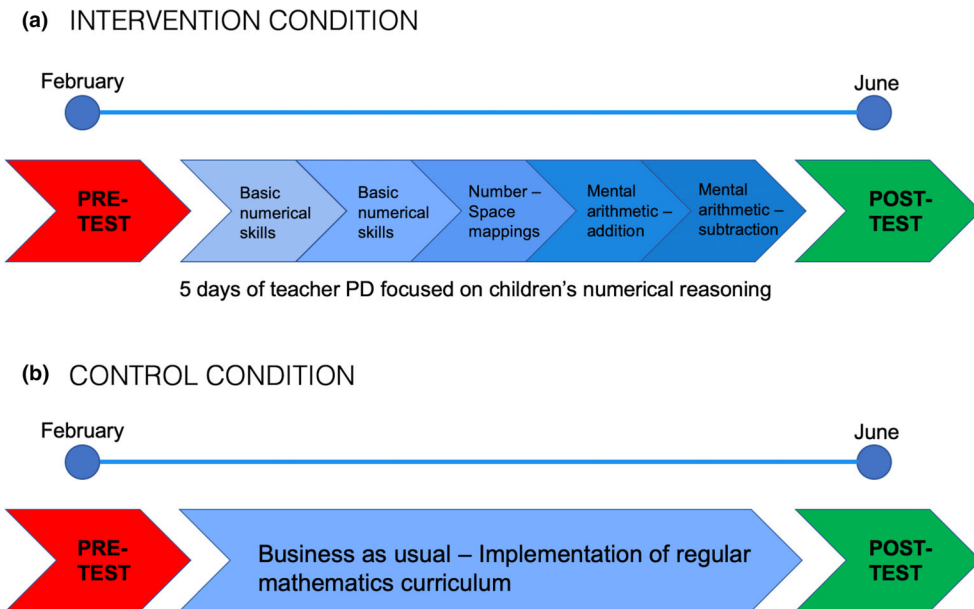 (a) INTERVENTION CONDITION
February
June
PRE-
TEST
Basic
numerical
skills
Basic
numerical
skills
Number –
Space
mappings
Mental
arithmetic –
addition
Mental
arithmetic –
subtraction
POST-
TEST
5 days of teacher PD focused on children's numerical reasoning
(b) CONTROL CONDITION
February
June
PRE-
TEST
Business as usual – Implementation of regular
mathematics curriculum
POST-
TEST